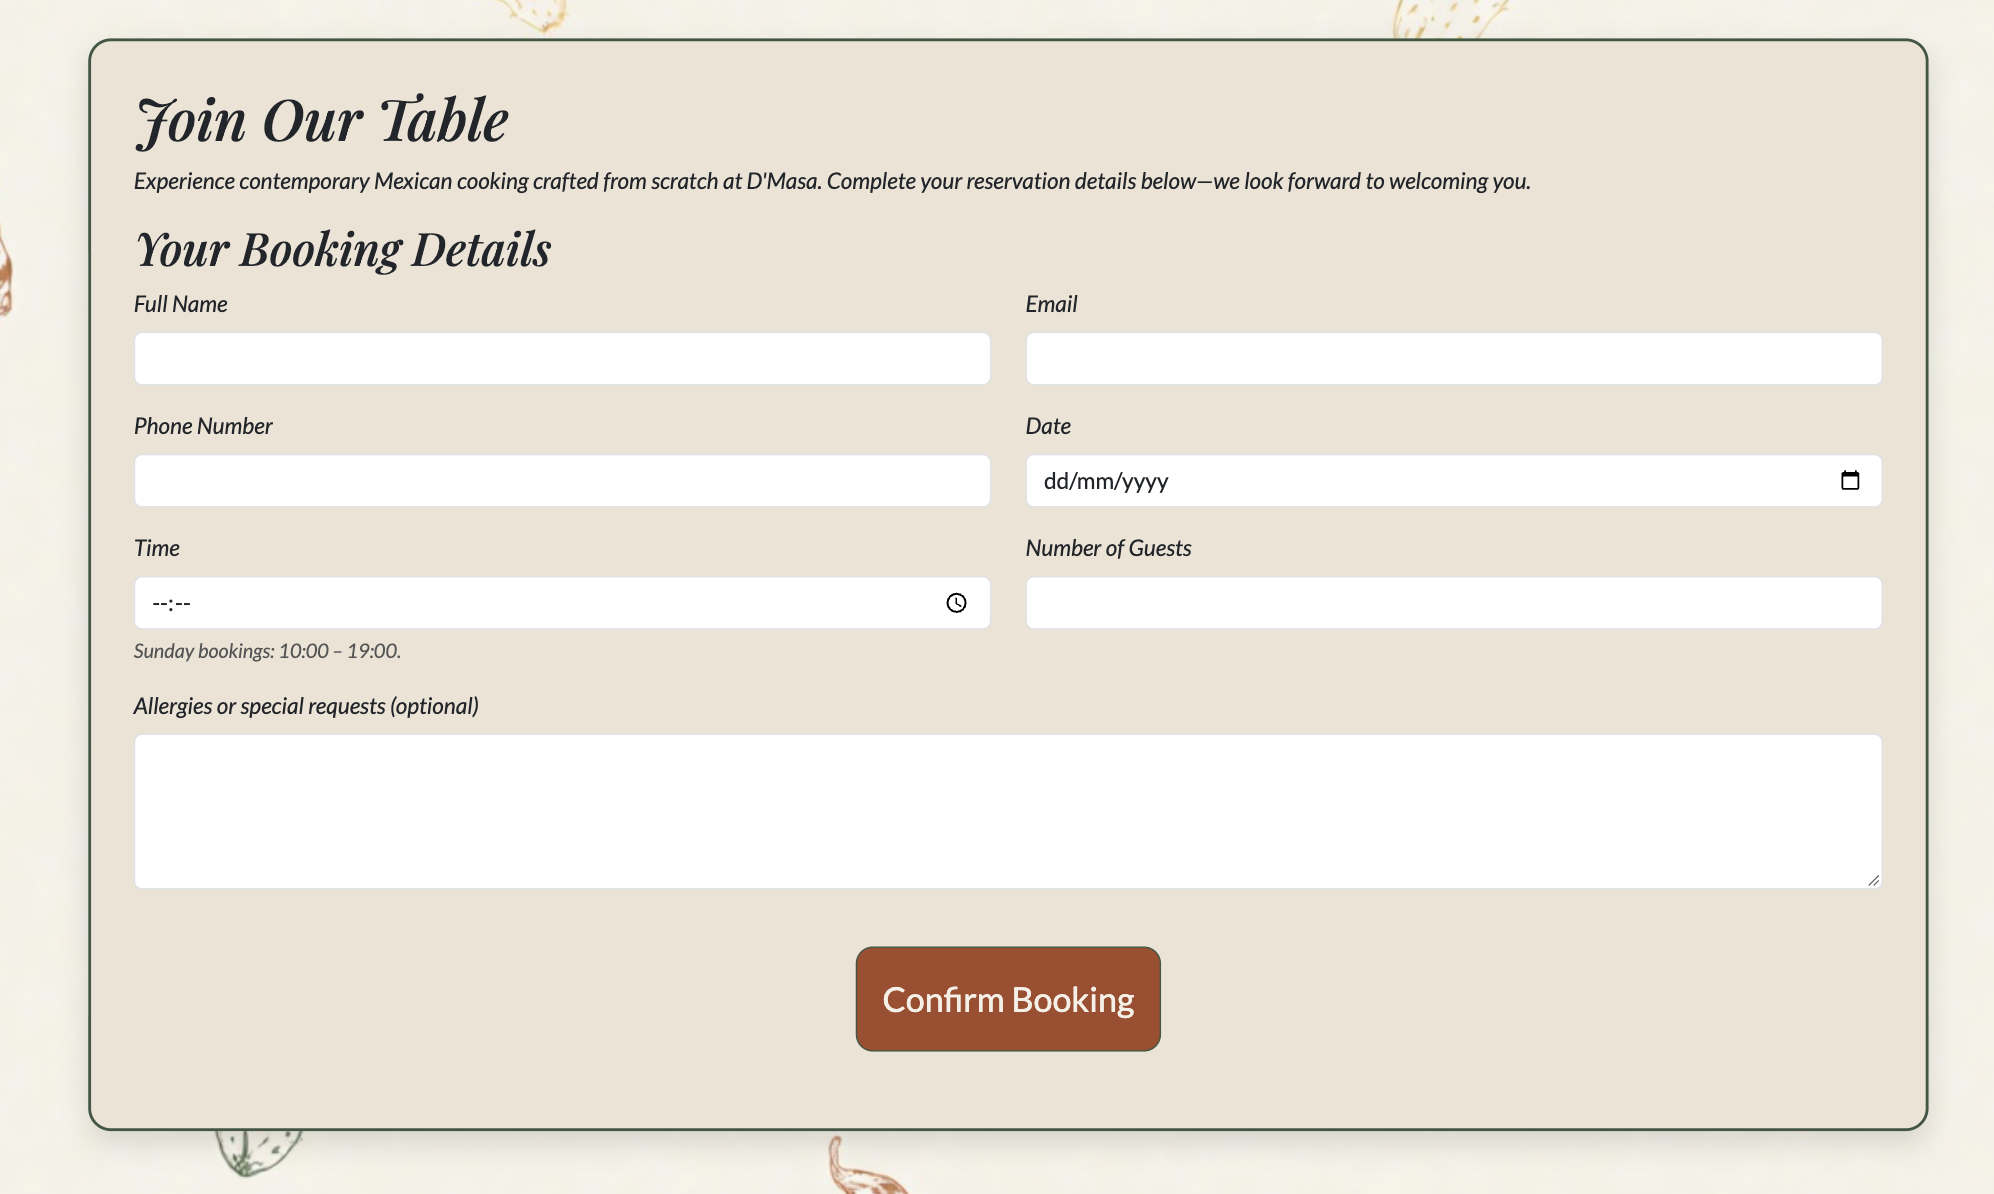 Join Our Table
Experience contemporary Mexican cooking crafted from scratch at D'Masa. Complete your reservation details below—we look forward to welcoming you.
Your Booking Details
Full Name
Email
Phone Number
Date
dd/mm/yyyy
Time
Number of Guests
--:--
Sunday bookings: 10:00 – 19:00.
Allergies or special requests (optional)
Confirm Booking